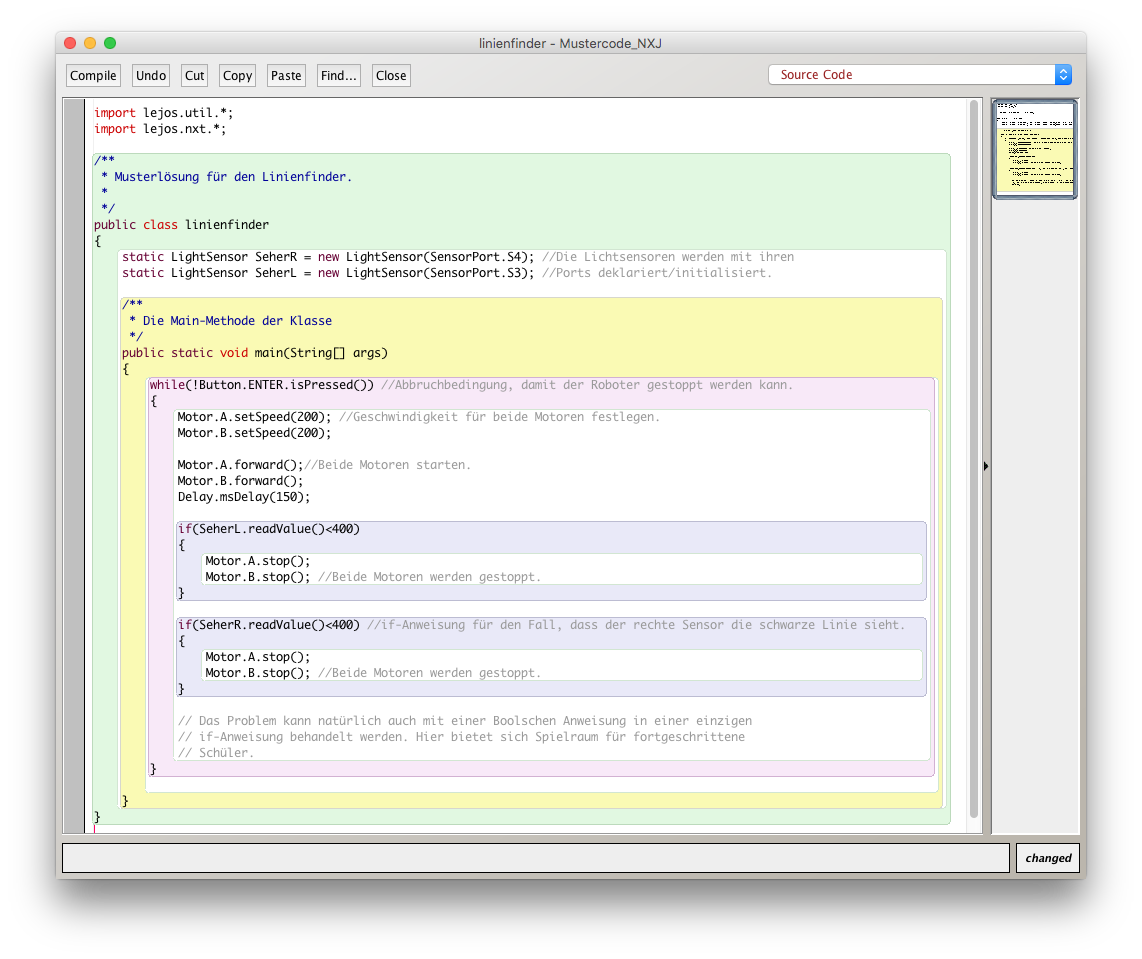 linienfinder - Mustercode_NXJ
Compile Undo Cut Copy Paste Find... Close Source Code
import lejos.util.*;
import lejos.nxt.*;
/**
 * Musterlösung für den Linienfinder.
 *
 */
public class linienfinder
{
    static LightSensor SeherR = new LightSensor(SensorPort.S4); //Die Lichtsensoren werden mit ihren
    static LightSensor SeherL = new LightSensor(SensorPort.S3); //Ports deklariert/initialisiert.
    /**
     * Die Main-Methode der Klasse
     */
    public static void main(String[] args)
    {
        while(!Button.ENTER.isPressed()) //Abbruchbedingung, damit der Roboter gestoppt werden kann.
        {
            Motor.A.setSpeed(200); //Geschwindigkeit für beide Motoren festlegen.
            Motor.B.setSpeed(200);
            Motor.A.forward();//Beide Motoren starten.
            Motor.B.forward();
            Delay.msDelay(150);
            if(SeherL.readValue()<400)
            {
                Motor.A.stop();
                Motor.B.stop(); //Beide Motoren werden gestoppt.
            }
            if(SeherR.readValue()<400) //if-Anweisung für den Fall, dass der rechte Sensor die schwarze Linie sieht.
            {
                Motor.A.stop();
                Motor.B.stop(); //Beide Motoren werden gestoppt.
            }
            // Das Problem kann natürlich auch mit einer Boolschen Anweisung in einer einzigen
            // if-Anweisung behandelt werden. Hier bietet sich Spielraum für fortgeschrittene
            // Schüler.
        }
    }
}
changed